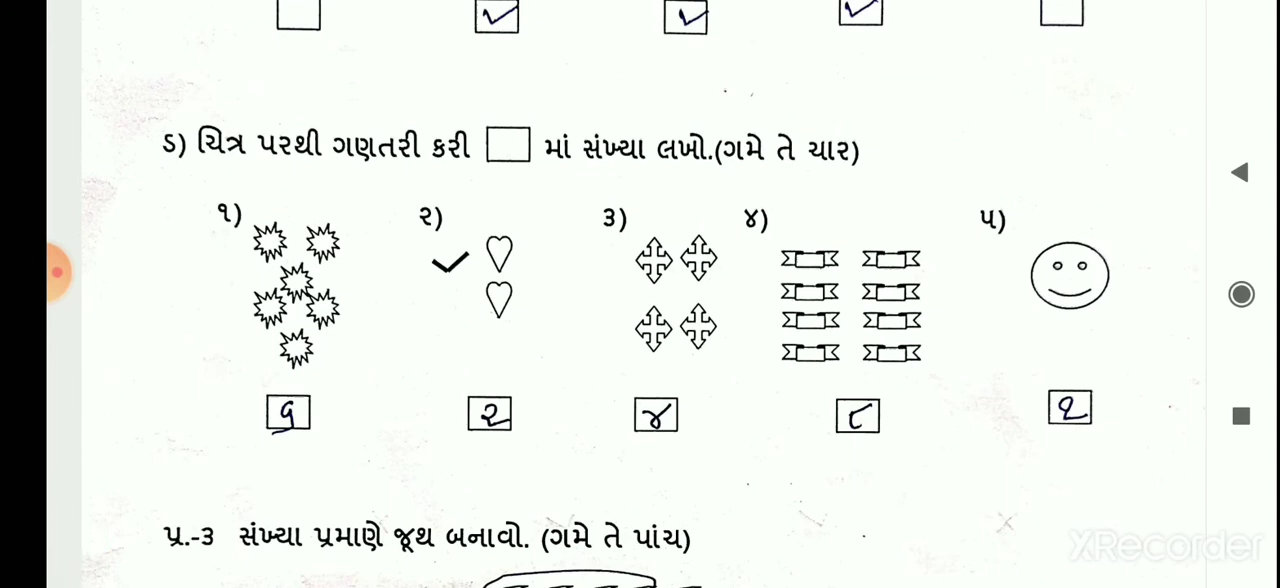 ડ) ચિત્ર પરથી ગણતરી કરી માં સંખ્યા લખો.(ગમે તે ચાર)
૧) ૨) ૩) ૪) ૫)
૬ ૨ ૪ ૮ ૧
પ્ર.-૩ સંખ્યા પ્રમાણે જૂથ બનાવો. (ગમે તે પાંચ)
XRecorder